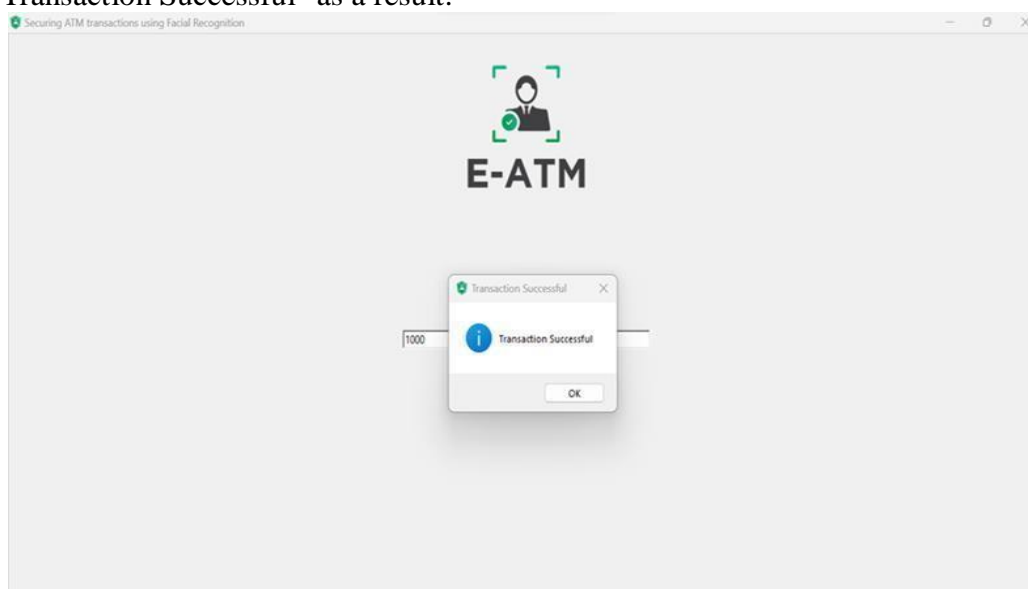 Transaction Successful" as a result.
Securing ATM transactions using Facial Recognition
E-ATM
Transaction Successful
1000
Transaction Successful
OK